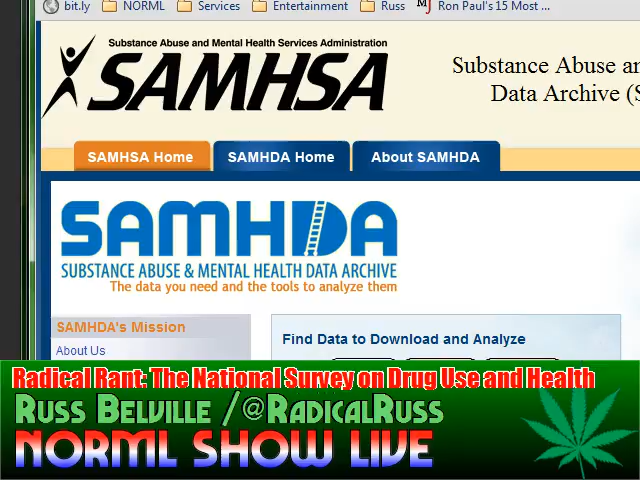 bit.ly NORML Services Entertainment Russ Ron Paul's 15 Most ...
Substance Abuse and Mental Health Services Administration
SAMHSA
Substance Abuse an
Data Archive (S
SAMHSA Home SAMHDA Home About SAMHDA
SAMHDA
SUBSTANCE ABUSE & MENTAL HEALTH DATA ARCHIVE
The data you need and the tools to analyze them
SAMHDA's Mission
About Us
Find Data to Download and Analyze
Radical Rant: The National Survey on Drug Use and Health
RUSS BELVILLE /@RADICALRUSS
NORML SHOW LIVE